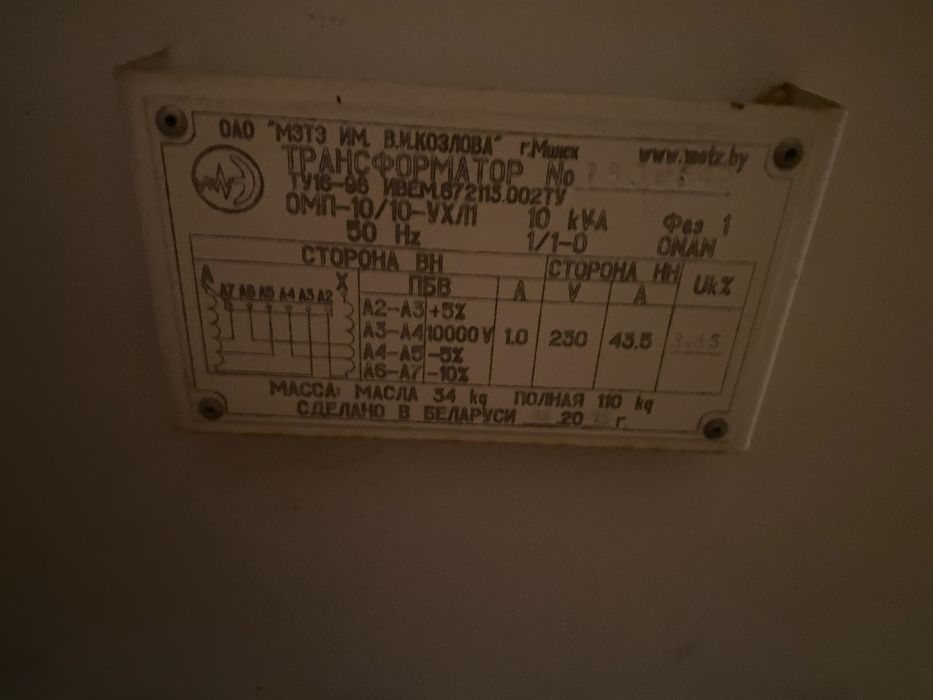 ОАО "МЭТЗ ИМ. В.И.КОЗЛОВА" г.Минск www.metz.by
ТРАНСФОРМАТОР No
ТУ16-96 ИВЕМ.672113.002ТУ
ОМП-10/10-УХЛ1 10 kVA Фаз 1
50 Hz 1/1-0 ONAN
СТОРОНА ВН СТОРОНА НН Uk%
ПБВ A V A
A X
A7 A6 A5 A4 A3 A2
A2-A3 +5%
A3-A4 10000 V 1.0 230 43.5
A4-A5 -5%
A6-A7 -10%
МАССА: МАСЛА 34 kg ПОЛНАЯ 110 kg
СДЕЛАНО В БЕЛАРУСИ 20 г.